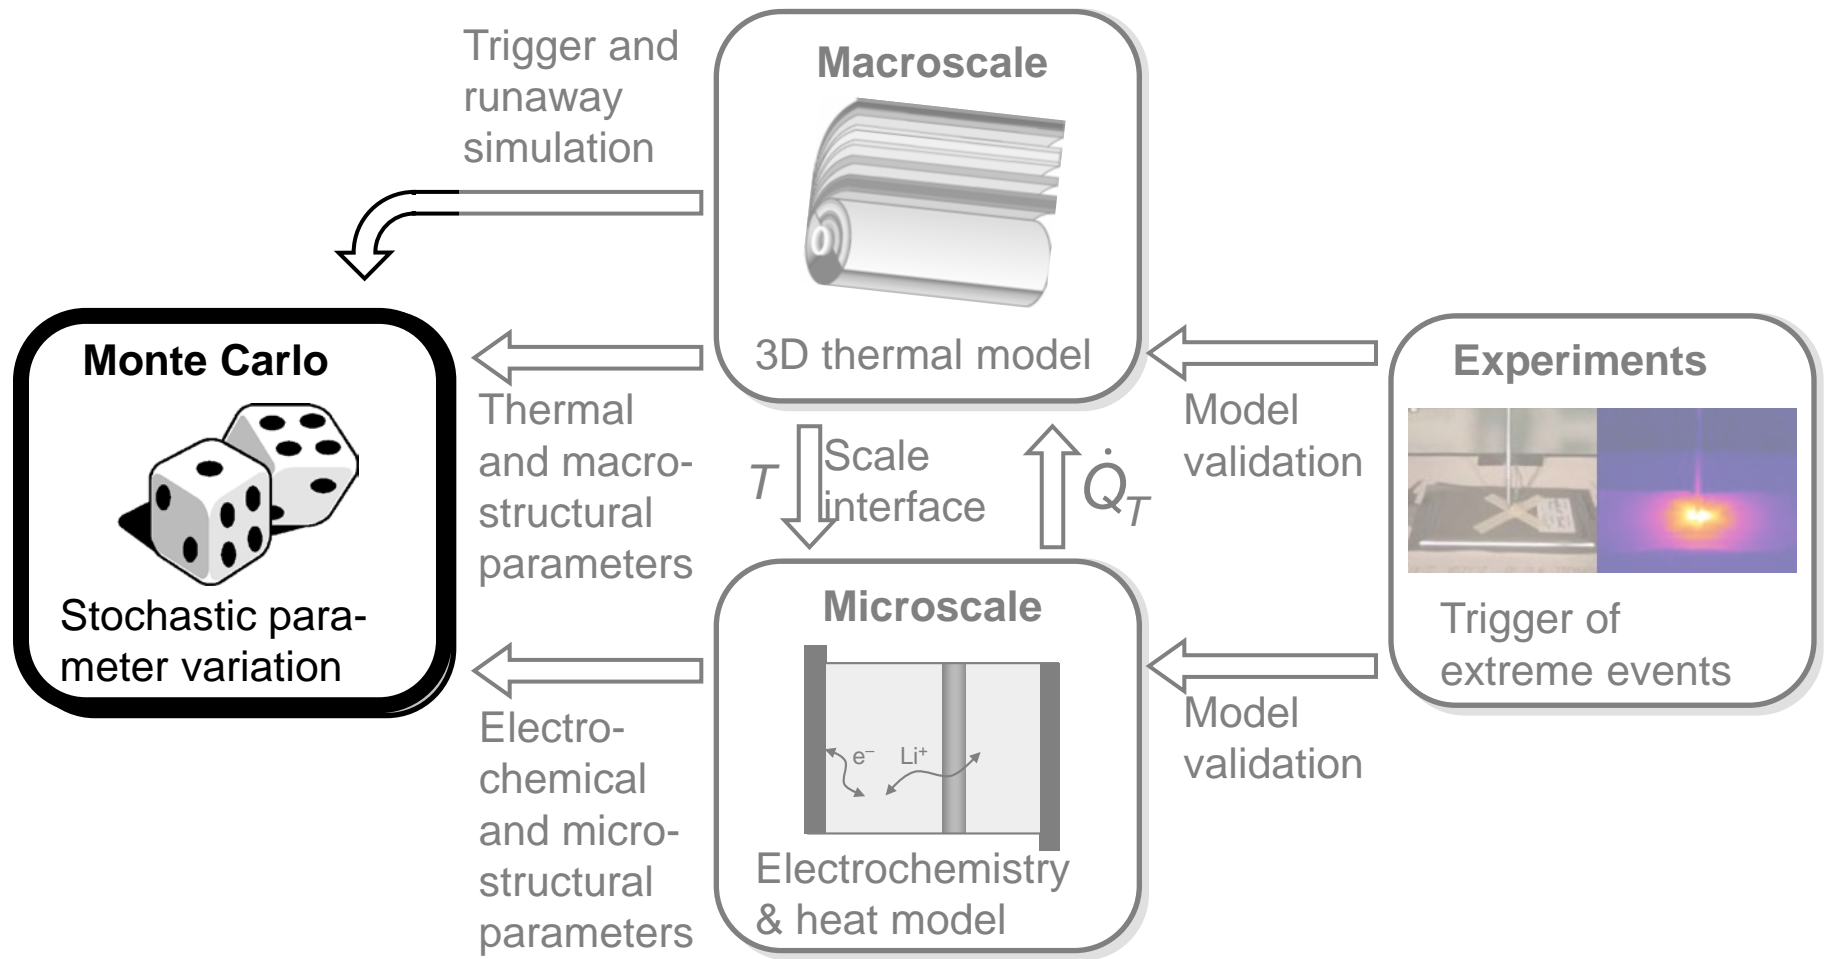 Trigger and
runaway
simulation
Macroscale
3D thermal model
Monte Carlo
Stochastic para-
meter variation
Thermal
and macro-
structural
parameters
T
Scale
interface
Q̇T
Model
validation
Experiments
Trigger of
extreme events
Microscale
e– Li+
Electrochemistry
& heat model
Electro-
chemical
and micro-
structural
parameters
Model
validation